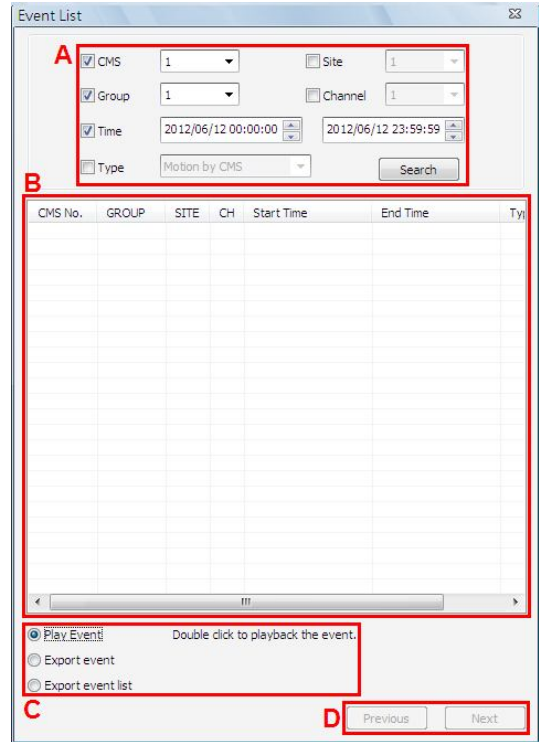 Event List
A
CMS 1 Site 1
Group 1 Channel 1
Time 2012/06/12 00:00:00 2012/06/12 23:59:59
Type Motion by CMS Search
B
CMS No. GROUP SITE CH Start Time End Time Ty
Play Event Double click to playback the event.
Export event
Export event list
C
D Previous Next